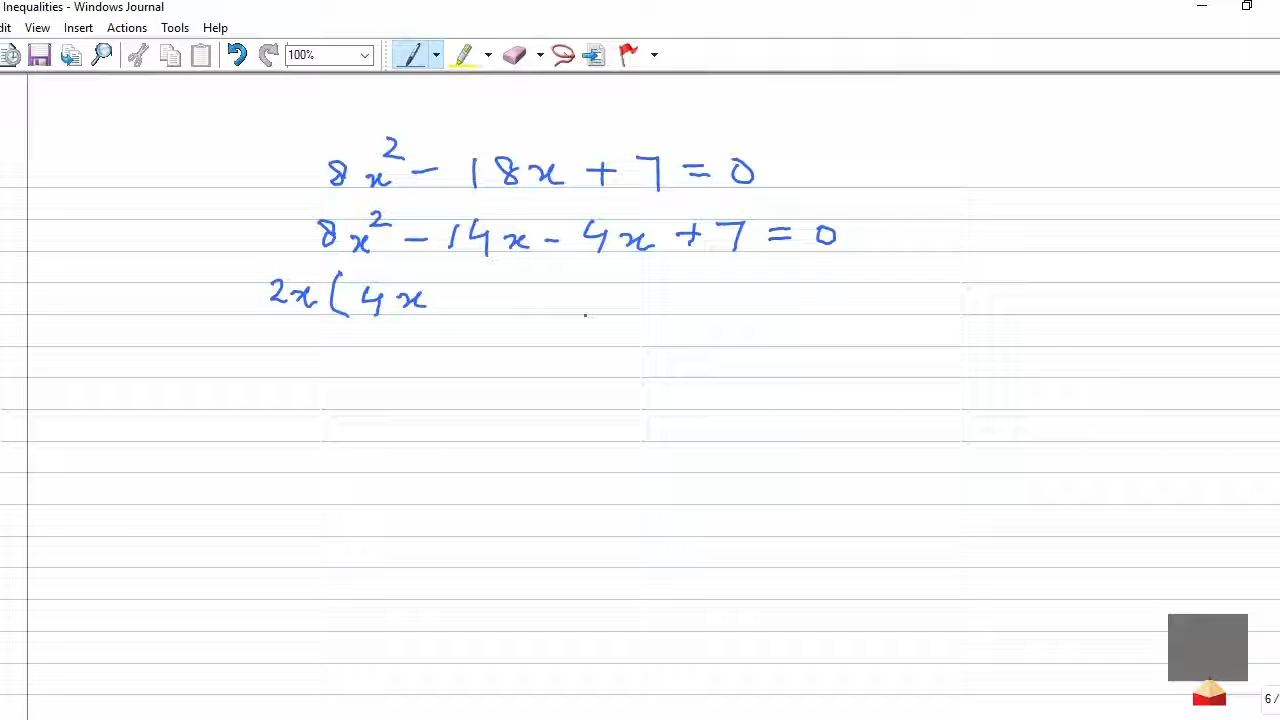 Inequalities - Windows Journal
dit View Insert Actions Tools Help
100%
8x² - 18x + 7 = 0
8x² - 14x - 4x + 7 = 0
2x ( 4x
6 /